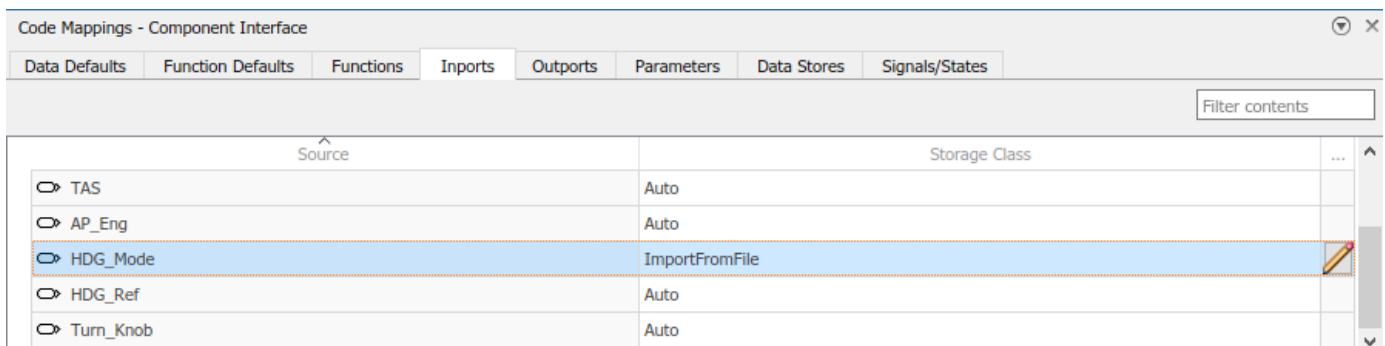 Code Mappings - Component Interface
Data Defaults Function Defaults Functions Inports Outports Parameters Data Stores Signals/States
Filter contents
Source Storage Class ...
TAS Auto
AP_Eng Auto
HDG_Mode ImportFromFile
HDG_Ref Auto
Turn_Knob Auto